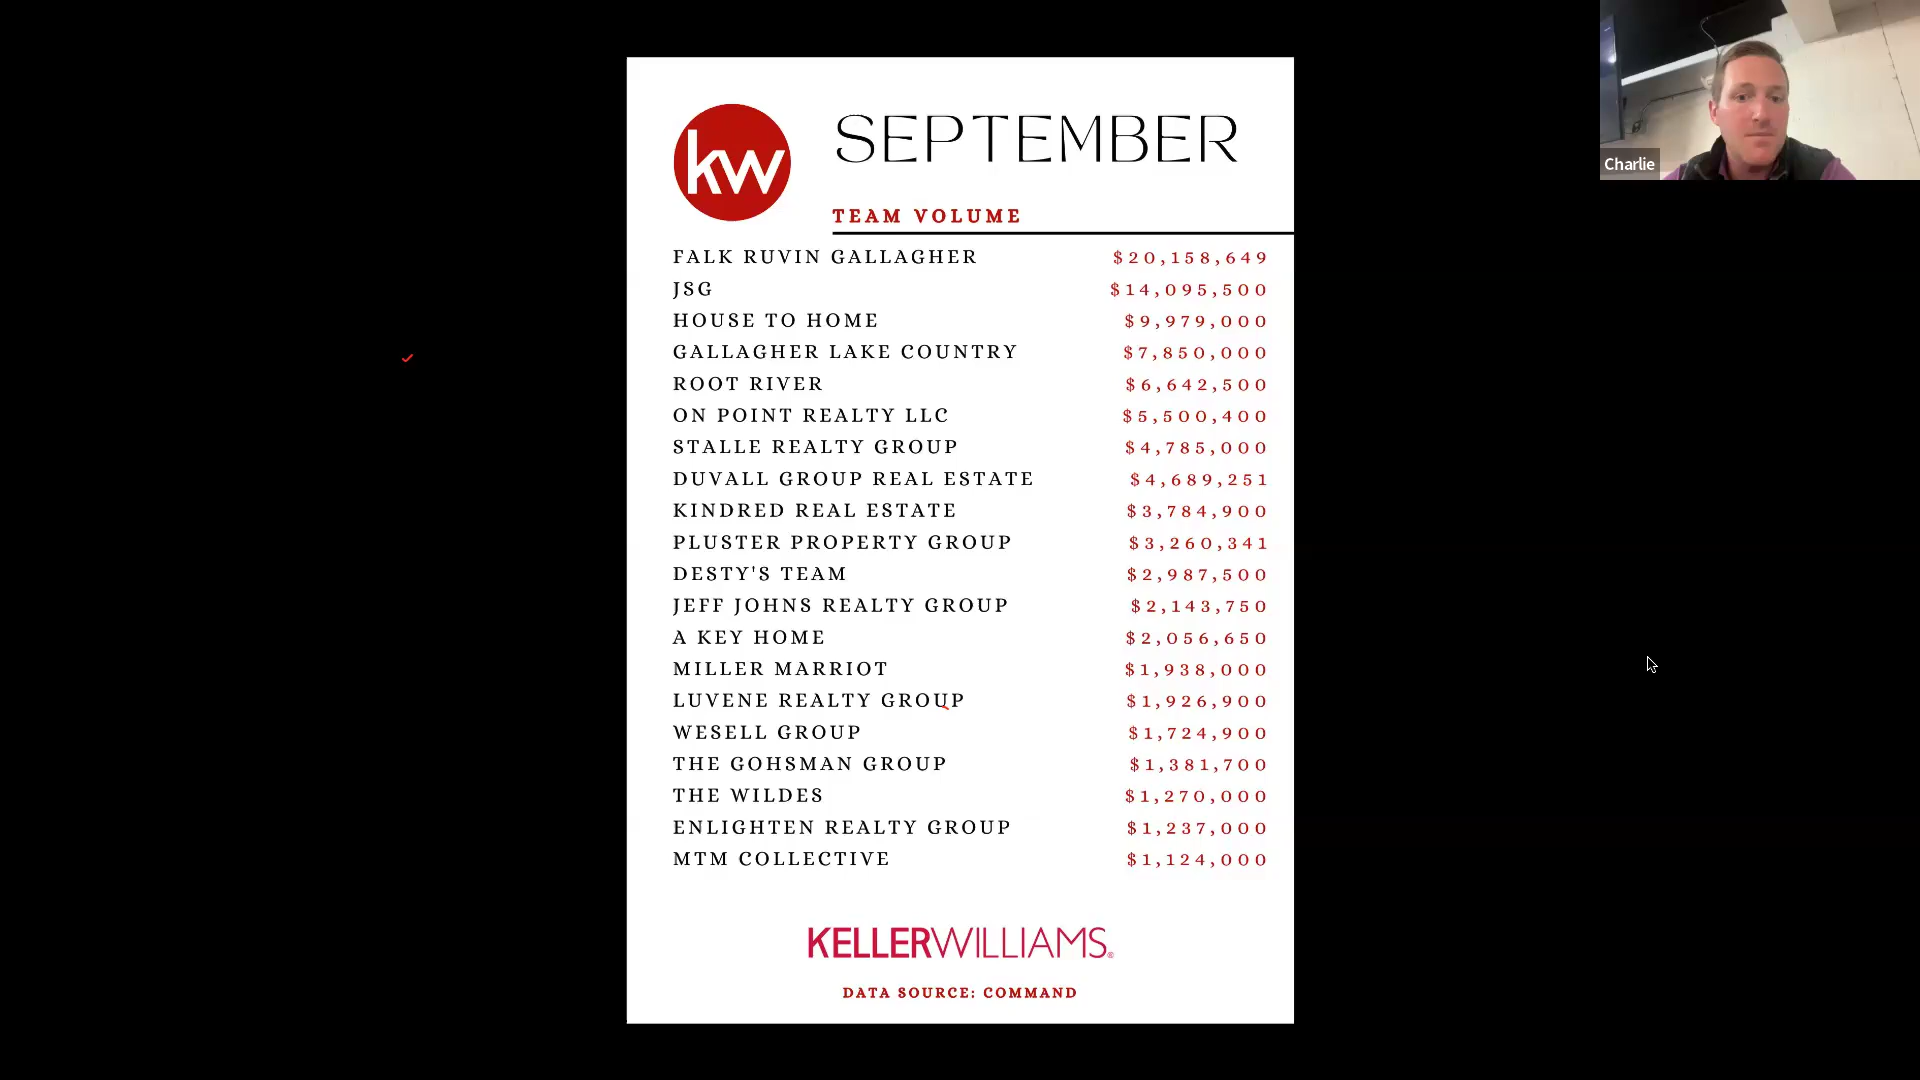 Charlie
kw
SEPTEMBER
TEAM VOLUME
FALK RUVIN GALLAGHER $20,158,649
JSG $14,095,500
HOUSE TO HOME $9,979,000
GALLAGHER LAKE COUNTRY $7,850,000
ROOT RIVER $6,642,500
ON POINT REALTY LLC $5,500,400
STALLE REALTY GROUP $4,785,000
DUVALL GROUP REAL ESTATE $4,689,251
KINDRED REAL ESTATE $3,784,900
PLUSTER PROPERTY GROUP $3,260,341
DESTY'S TEAM $2,987,500
JEFF JOHNS REALTY GROUP $2,143,750
A KEY HOME $2,056,650
MILLER MARRIOT $1,938,000
LUVENE REALTY GROUP $1,926,900
WESELL GROUP $1,724,900
THE GOHSMAN GROUP $1,381,700
THE WILDES $1,270,000
ENLIGHTEN REALTY GROUP $1,237,000
MTM COLLECTIVE $1,124,000
KELLERWILLIAMS®
DATA SOURCE: COMMAND